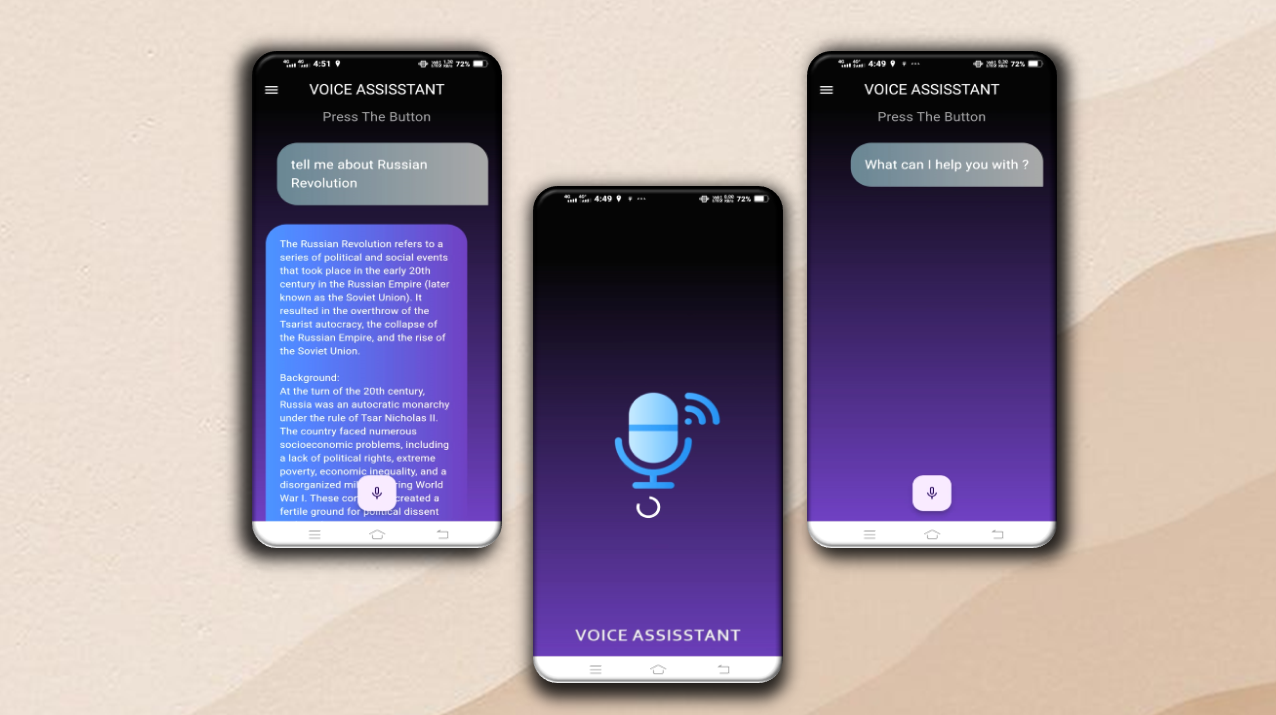 4:51
72%
VOICE ASSISSTANT
Press The Button
tell me about Russian
Revolution
The Russian Revolution refers to a
series of political and social events
that took place in the early 20th
century in the Russian Empire (later
known as the Soviet Union). It
resulted in the overthrow of the
Tsarist autocracy, the collapse of
the Russian Empire, and the rise of
the Soviet Union.
Background:
At the turn of the 20th century,
Russia was an autocratic monarchy
under the rule of Tsar Nicholas II.
The country faced numerous
socioeconomic problems, including
a lack of political rights, extreme
poverty, economic inequality, and a
disorganized World
War I. These created a
fertile ground for political dissent
4:49
72%
VOICE ASSISSTANT
4:49
72%
VOICE ASSISSTANT
Press The Button
What can I help you with ?